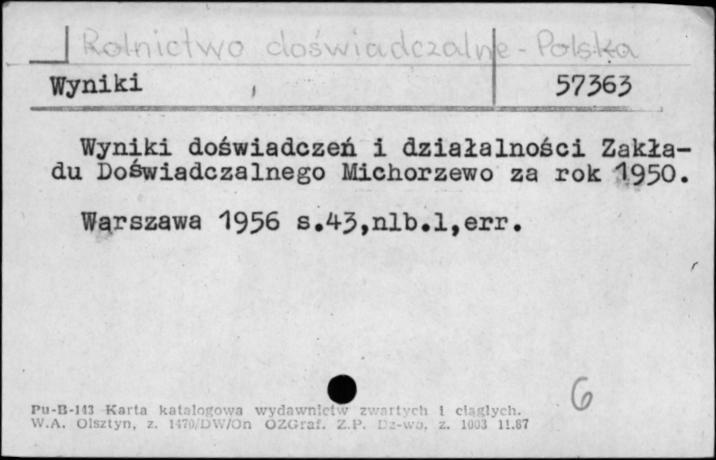 Rolnictwo doświadczalne - Polska
Wyniki 57363
Wyniki doświadczeń i działalności Zakła-
du Doświadczalnego Michorzewo za rok 1950.
Warszawa 1956 s.43,nlb.1,err.
6
Pu-B-143 Karta katalogowa wydawnictw zwartych i ciągłych.
W.A. Olsztyn, z. 1470/DW/On OZGraf. Z.P. Dz-wo, z. 1003 11.87